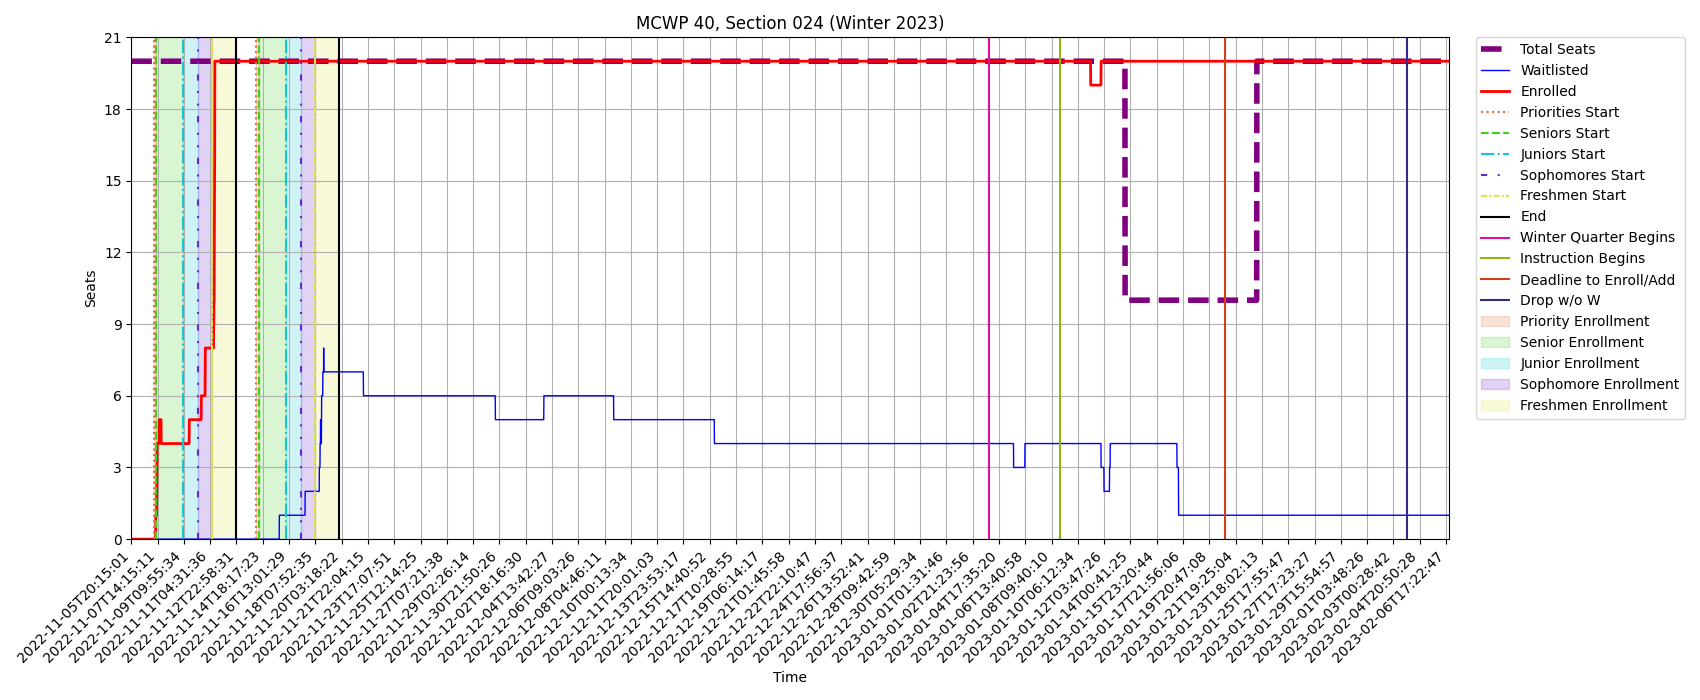 MCWP 40, Section 024 (Winter 2023)
21
18
15
12
9
6
3
0
Seats
2022-11-05T20:15:01
2022-11-07T14:15:11
2022-11-09T09:55:34
2022-11-11T04:31:36
2022-11-12T22:58:31
2022-11-14T18:17:23
2022-11-16T13:01:29
2022-11-18T07:52:35
2022-11-20T03:18:22
2022-11-21T22:04:15
2022-11-23T17:07:51
2022-11-25T12:14:25
2022-11-27T07:21:38
2022-11-29T02:26:14
2022-11-30T21:50:26
2022-12-02T18:16:30
2022-12-04T13:42:27
2022-12-06T09:03:26
2022-12-08T04:46:11
2022-12-10T00:13:34
2022-12-11T20:01:03
2022-12-13T23:53:17
2022-12-15T14:40:52
2022-12-17T10:28:55
2022-12-19T06:14:17
2022-12-21T01:45:58
2022-12-22T22:10:47
2022-12-24T17:56:37
2022-12-26T13:52:41
2022-12-28T09:42:59
2022-12-30T05:29:34
2023-01-01T01:31:46
2023-01-02T21:23:56
2023-01-04T17:35:20
2023-01-06T13:40:58
2023-01-08T09:40:10
2023-01-10T06:12:34
2023-01-12T03:47:26
2023-01-14T00:41:25
2023-01-15T23:20:44
2023-01-17T21:56:06
2023-01-19T20:47:08
2023-01-21T19:25:04
2023-01-23T18:02:13
2023-01-25T17:55:47
2023-01-27T17:23:27
2023-01-29T15:54:57
2023-02-01T03:48:26
2023-02-03T00:28:42
2023-02-04T20:50:28
2023-02-06T17:22:47
Time
Total Seats
Waitlisted
Enrolled
Priorities Start
Seniors Start
Juniors Start
Sophomores Start
Freshmen Start
End
Winter Quarter Begins
Instruction Begins
Deadline to Enroll/Add
Drop w/o W
Priority Enrollment
Senior Enrollment
Junior Enrollment
Sophomore Enrollment
Freshmen Enrollment